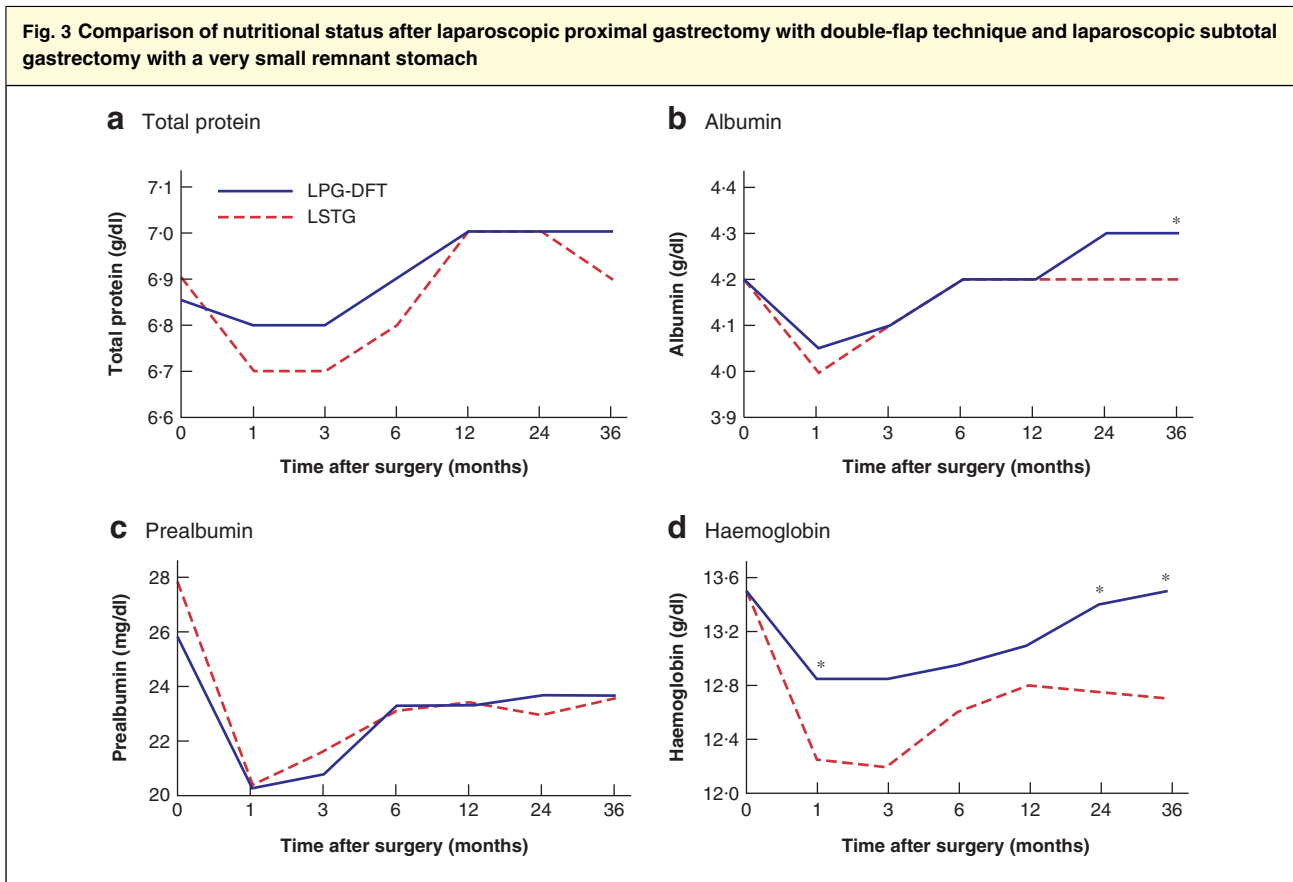 Fig. 3 Comparison of nutritional status after laparoscopic proximal gastrectomy with double-flap technique and laparoscopic subtotal
gastrectomy with a very small remnant stomach
a Total protein
7·1
7·0
6·9
6·8
6·7
6·6
Total protein (g/dl)
LPG-DFT
LSTG
0 1 3 6 12 24 36
Time after surgery (months)
b Albumin
4·4
4·3
4·2
4·1
4·0
3·9
Albumin (g/dl)
*
0 1 3 6 12 24 36
Time after surgery (months)
c Prealbumin
28
26
24
22
20
Prealbumin (mg/dl)
0 1 3 6 12 24 36
Time after surgery (months)
d Haemoglobin
13·6
13·2
12·8
12·4
12·0
Haemoglobin (g/dl)
* * *
0 1 3 6 12 24 36
Time after surgery (months)